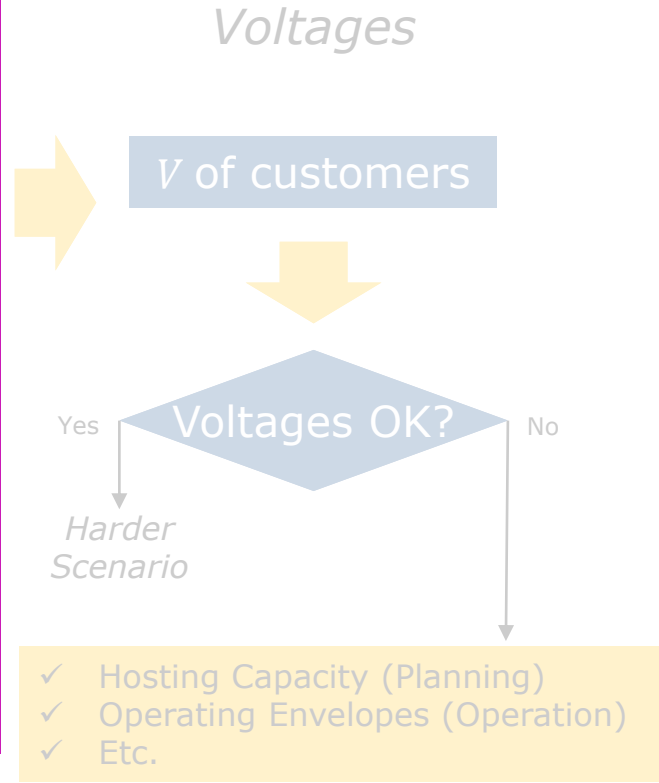 Voltages
V of customers
Voltages OK?
Yes
No
Harder
Scenario
✓ Hosting Capacity (Planning)
✓ Operating Envelopes (Operation)
✓ Etc.